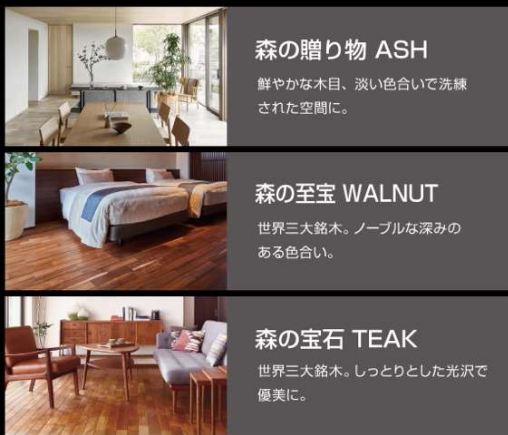 森の贈り物 ASH
鮮やかな木目、淡い色合いで洗練
された空間に。
森の至宝 WALNUT
世界三大銘木。ノーブルな深みの
ある色合い。
森の宝石 TEAK
世界三大銘木。しっとりとした光沢で
優美に。